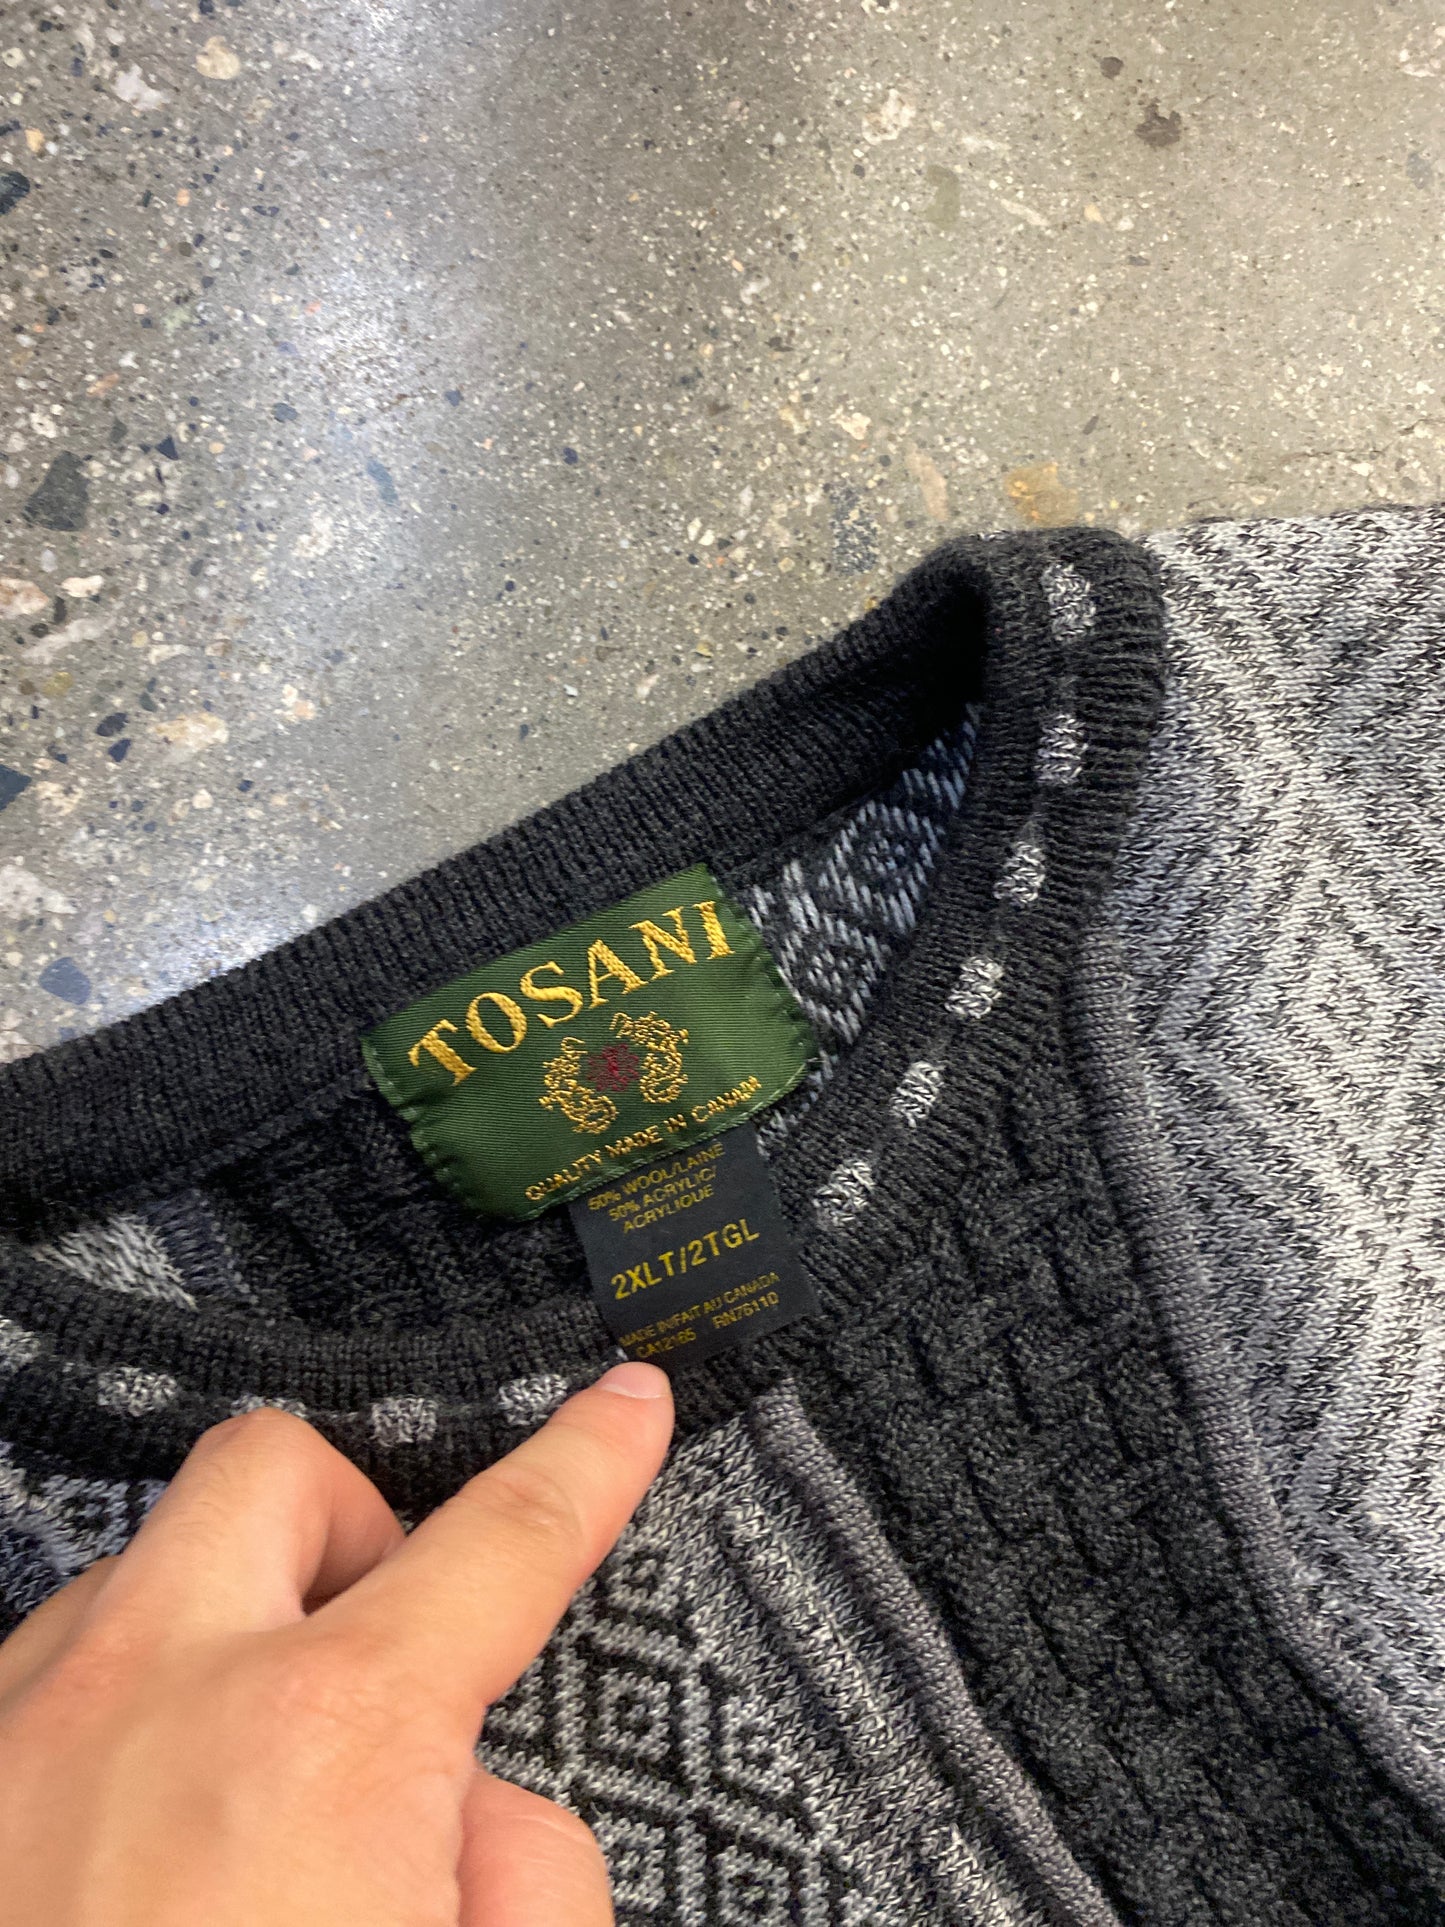 TOSANI
QUALITY MADE IN CANADA
50% WOOL/LAINE
50% ACRYLIC/
ACRYLIQUE
2XLT/2TGL
MADE IN/FAIT AU CANADA
CA12165 RN76110